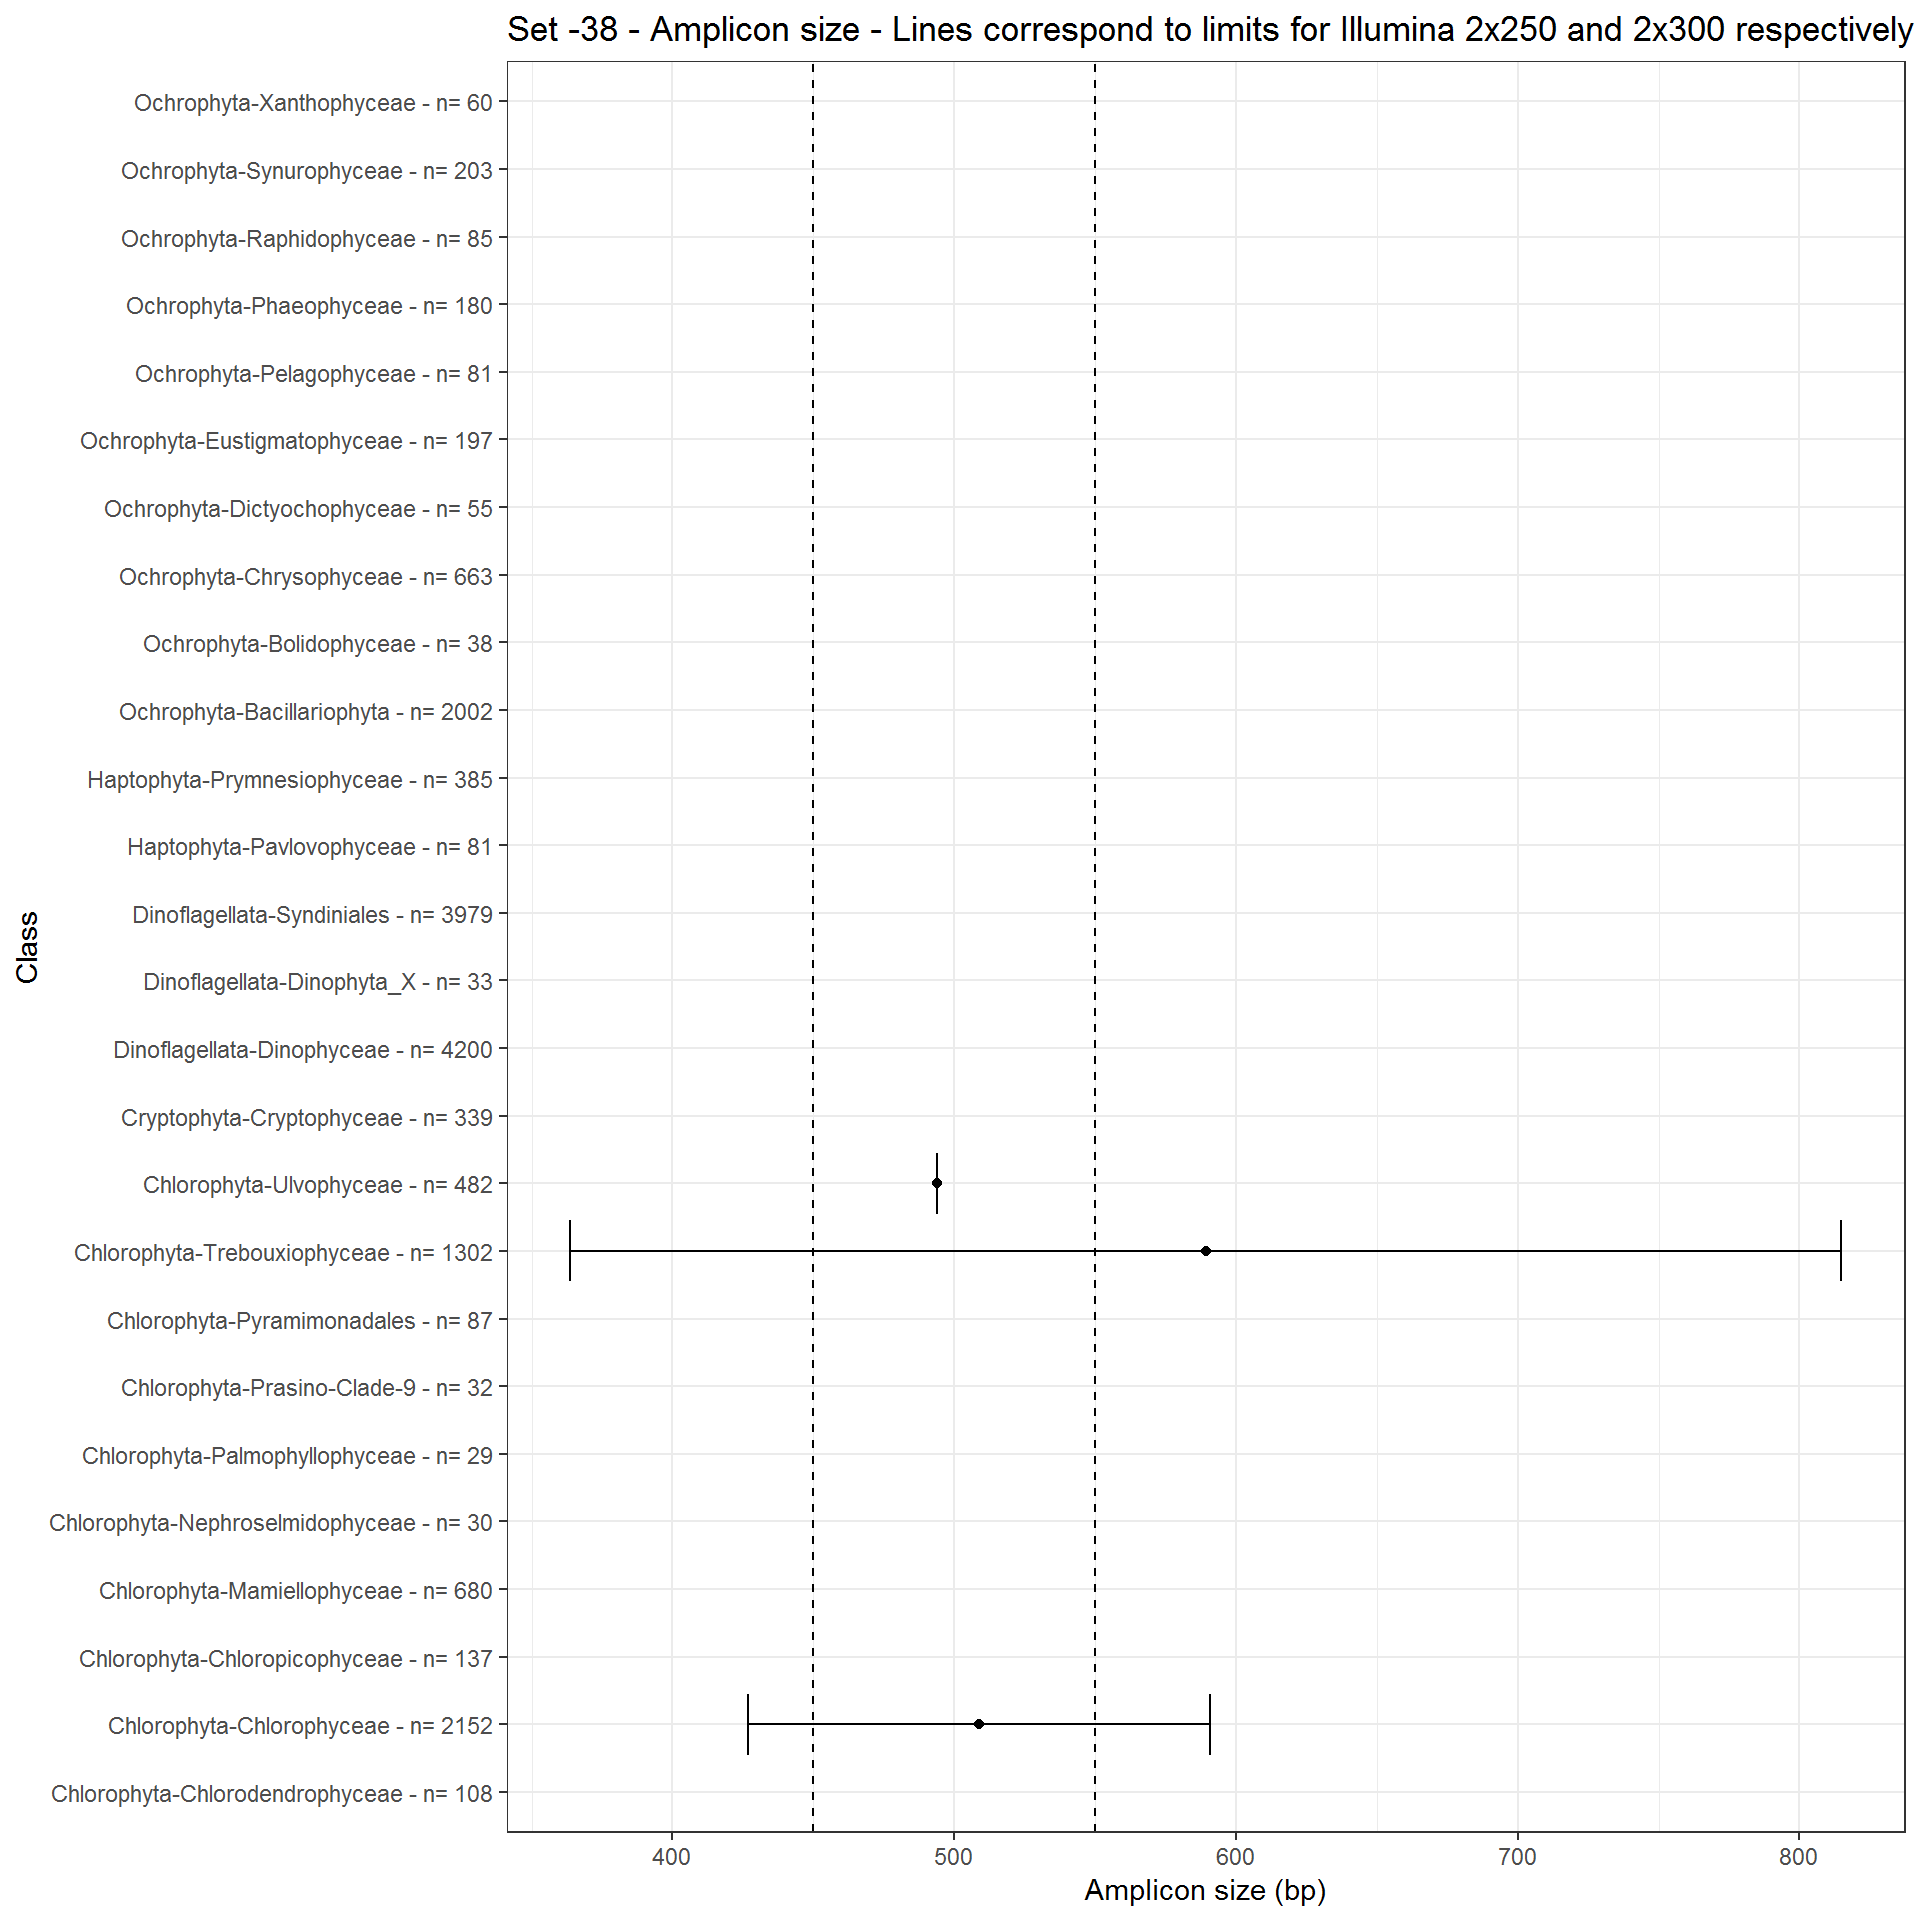 Set -38 - Amplicon size - Lines correspond to limits for Illumina 2x250 and 2x300 respectively
Class
Ochrophyta-Xanthophyceae - n= 60
Ochrophyta-Synurophyceae - n= 203
Ochrophyta-Raphidophyceae - n= 85
Ochrophyta-Phaeophyceae - n= 180
Ochrophyta-Pelagophyceae - n= 81
Ochrophyta-Eustigmatophyceae - n= 197
Ochrophyta-Dictyochophyceae - n= 55
Ochrophyta-Chrysophyceae - n= 663
Ochrophyta-Bolidophyceae - n= 38
Ochrophyta-Bacillariophyta - n= 2002
Haptophyta-Prymnesiophyceae - n= 385
Haptophyta-Pavlovophyceae - n= 81
Dinoflagellata-Syndiniales - n= 3979
Dinoflagellata-Dinophyta_X - n= 33
Dinoflagellata-Dinophyceae - n= 4200
Cryptophyta-Cryptophyceae - n= 339
Chlorophyta-Ulvophyceae - n= 482
Chlorophyta-Trebouxiophyceae - n= 1302
Chlorophyta-Pyramimonadales - n= 87
Chlorophyta-Prasino-Clade-9 - n= 32
Chlorophyta-Palmophyllophyceae - n= 29
Chlorophyta-Nephroselmidophyceae - n= 30
Chlorophyta-Mamiellophyceae - n= 680
Chlorophyta-Chloropicophyceae - n= 137
Chlorophyta-Chlorophyceae - n= 2152
Chlorophyta-Chlorodendrophyceae - n= 108
400 500 600 700 800
Amplicon size (bp)